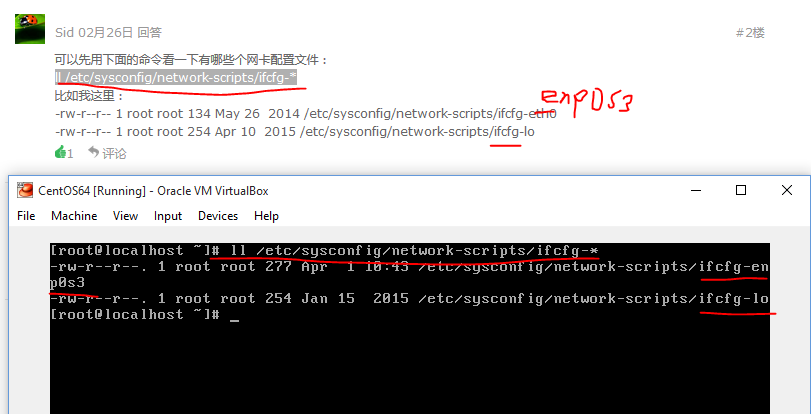 Sid 02月26日 回答
#2楼
可以先用下面的命令看一下有哪些网卡配置文件：
ll /etc/sysconfig/network-scripts/ifcfg-*
比如我这里：
enp0s3
-rw-r--r-- 1 root root 134 May 26  2014 /etc/sysconfig/network-scripts/ifcfg-eth0
-rw-r--r-- 1 root root 254 Apr 10  2015 /etc/sysconfig/network-scripts/ifcfg-lo
1 评论
CentOS64 [Running] - Oracle VM VirtualBox
File Machine View Input Devices Help
[root@localhost ~]# ll /etc/sysconfig/network-scripts/ifcfg-*
-rw-r--r--. 1 root root 277 Apr  1 10:43 /etc/sysconfig/network-scripts/ifcfg-en
p0s3
-rw-r--r--. 1 root root 254 Jan 15  2015 /etc/sysconfig/network-scripts/ifcfg-lo
[root@localhost ~]# _